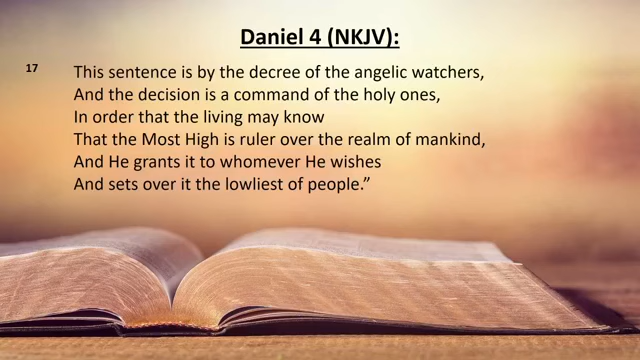 Daniel 4 (NKJV):
17 This sentence is by the decree of the angelic watchers,
And the decision is a command of the holy ones,
In order that the living may know
That the Most High is ruler over the realm of mankind,
And He grants it to whomever He wishes
And sets over it the lowliest of people.”